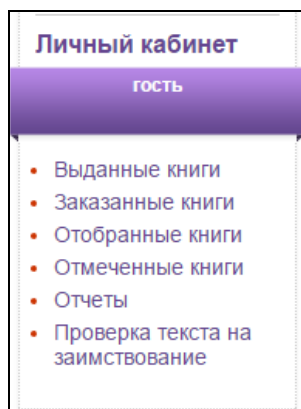 Личный кабинет
гость
Выданные книги
Заказанные книги
Отобранные книги
Отмеченные книги
Отчеты
Проверка текста на
заимствование